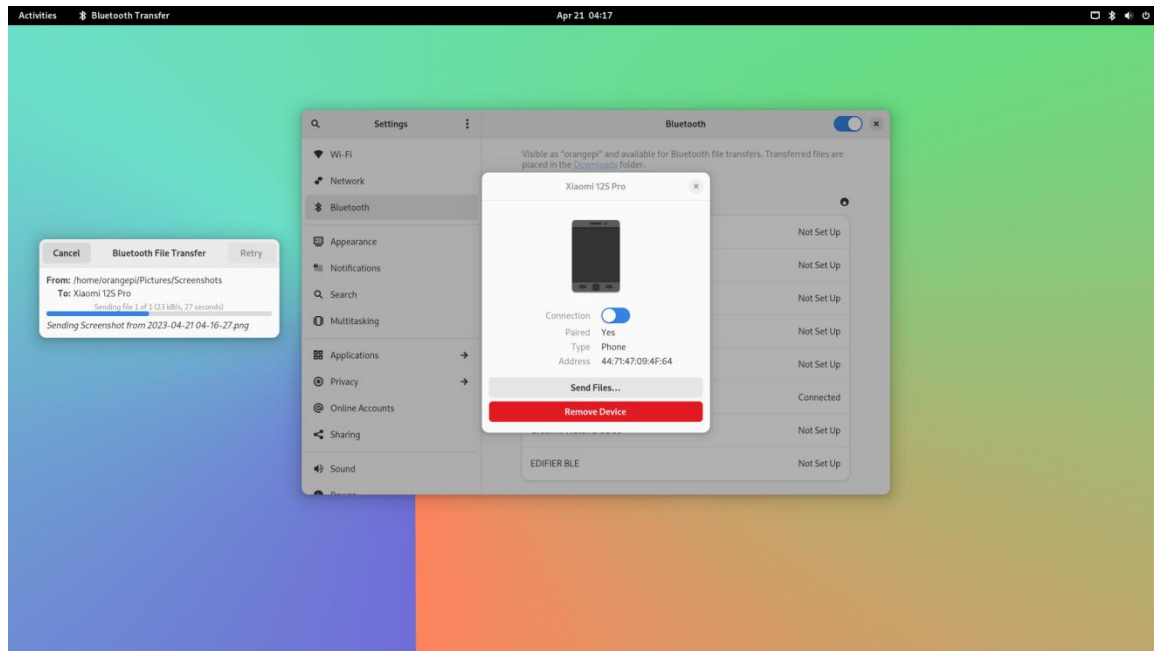 Activities Bluetooth Transfer Apr 21 04:17
Cancel Bluetooth File Transfer Retry
From: /home/orangepi/Pictures/Screenshots
To: Xiaomi 12S Pro
Sending file 1 of 1 (23 kB/s, 27 seconds)
Sending Screenshot from 2023-04-21 04-16-27.png
Settings
Wi-Fi
Network
Bluetooth
Appearance
Notifications
Search
Multitasking
Applications
Privacy
Online Accounts
Sharing
Sound
Power
Bluetooth
Visible as "orangepi" and available for Bluetooth file transfers. Transferred files are
placed in the Downloads folder.
Not Set Up
Not Set Up
Not Set Up
Not Set Up
Not Set Up
Connected
Not Set Up
EDIFIER BLE Not Set Up
Xiaomi 12S Pro
Connection
Paired Yes
Type Phone
Address 44:71:47:09:4F:64
Send Files...
Remove Device